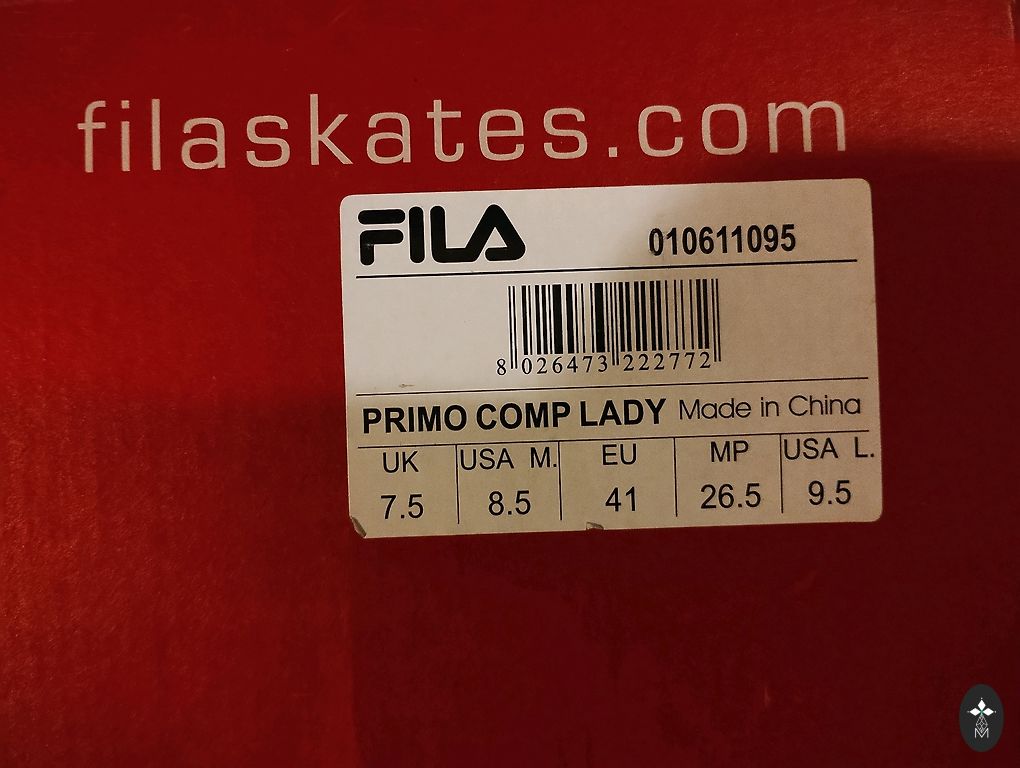 filaskates.com
FILA 010611095
8 026473 222772
PRIMO COMP LADY Made in China
UK USA M. EU MP USA L.
7.5 8.5 41 26.5 9.5
M